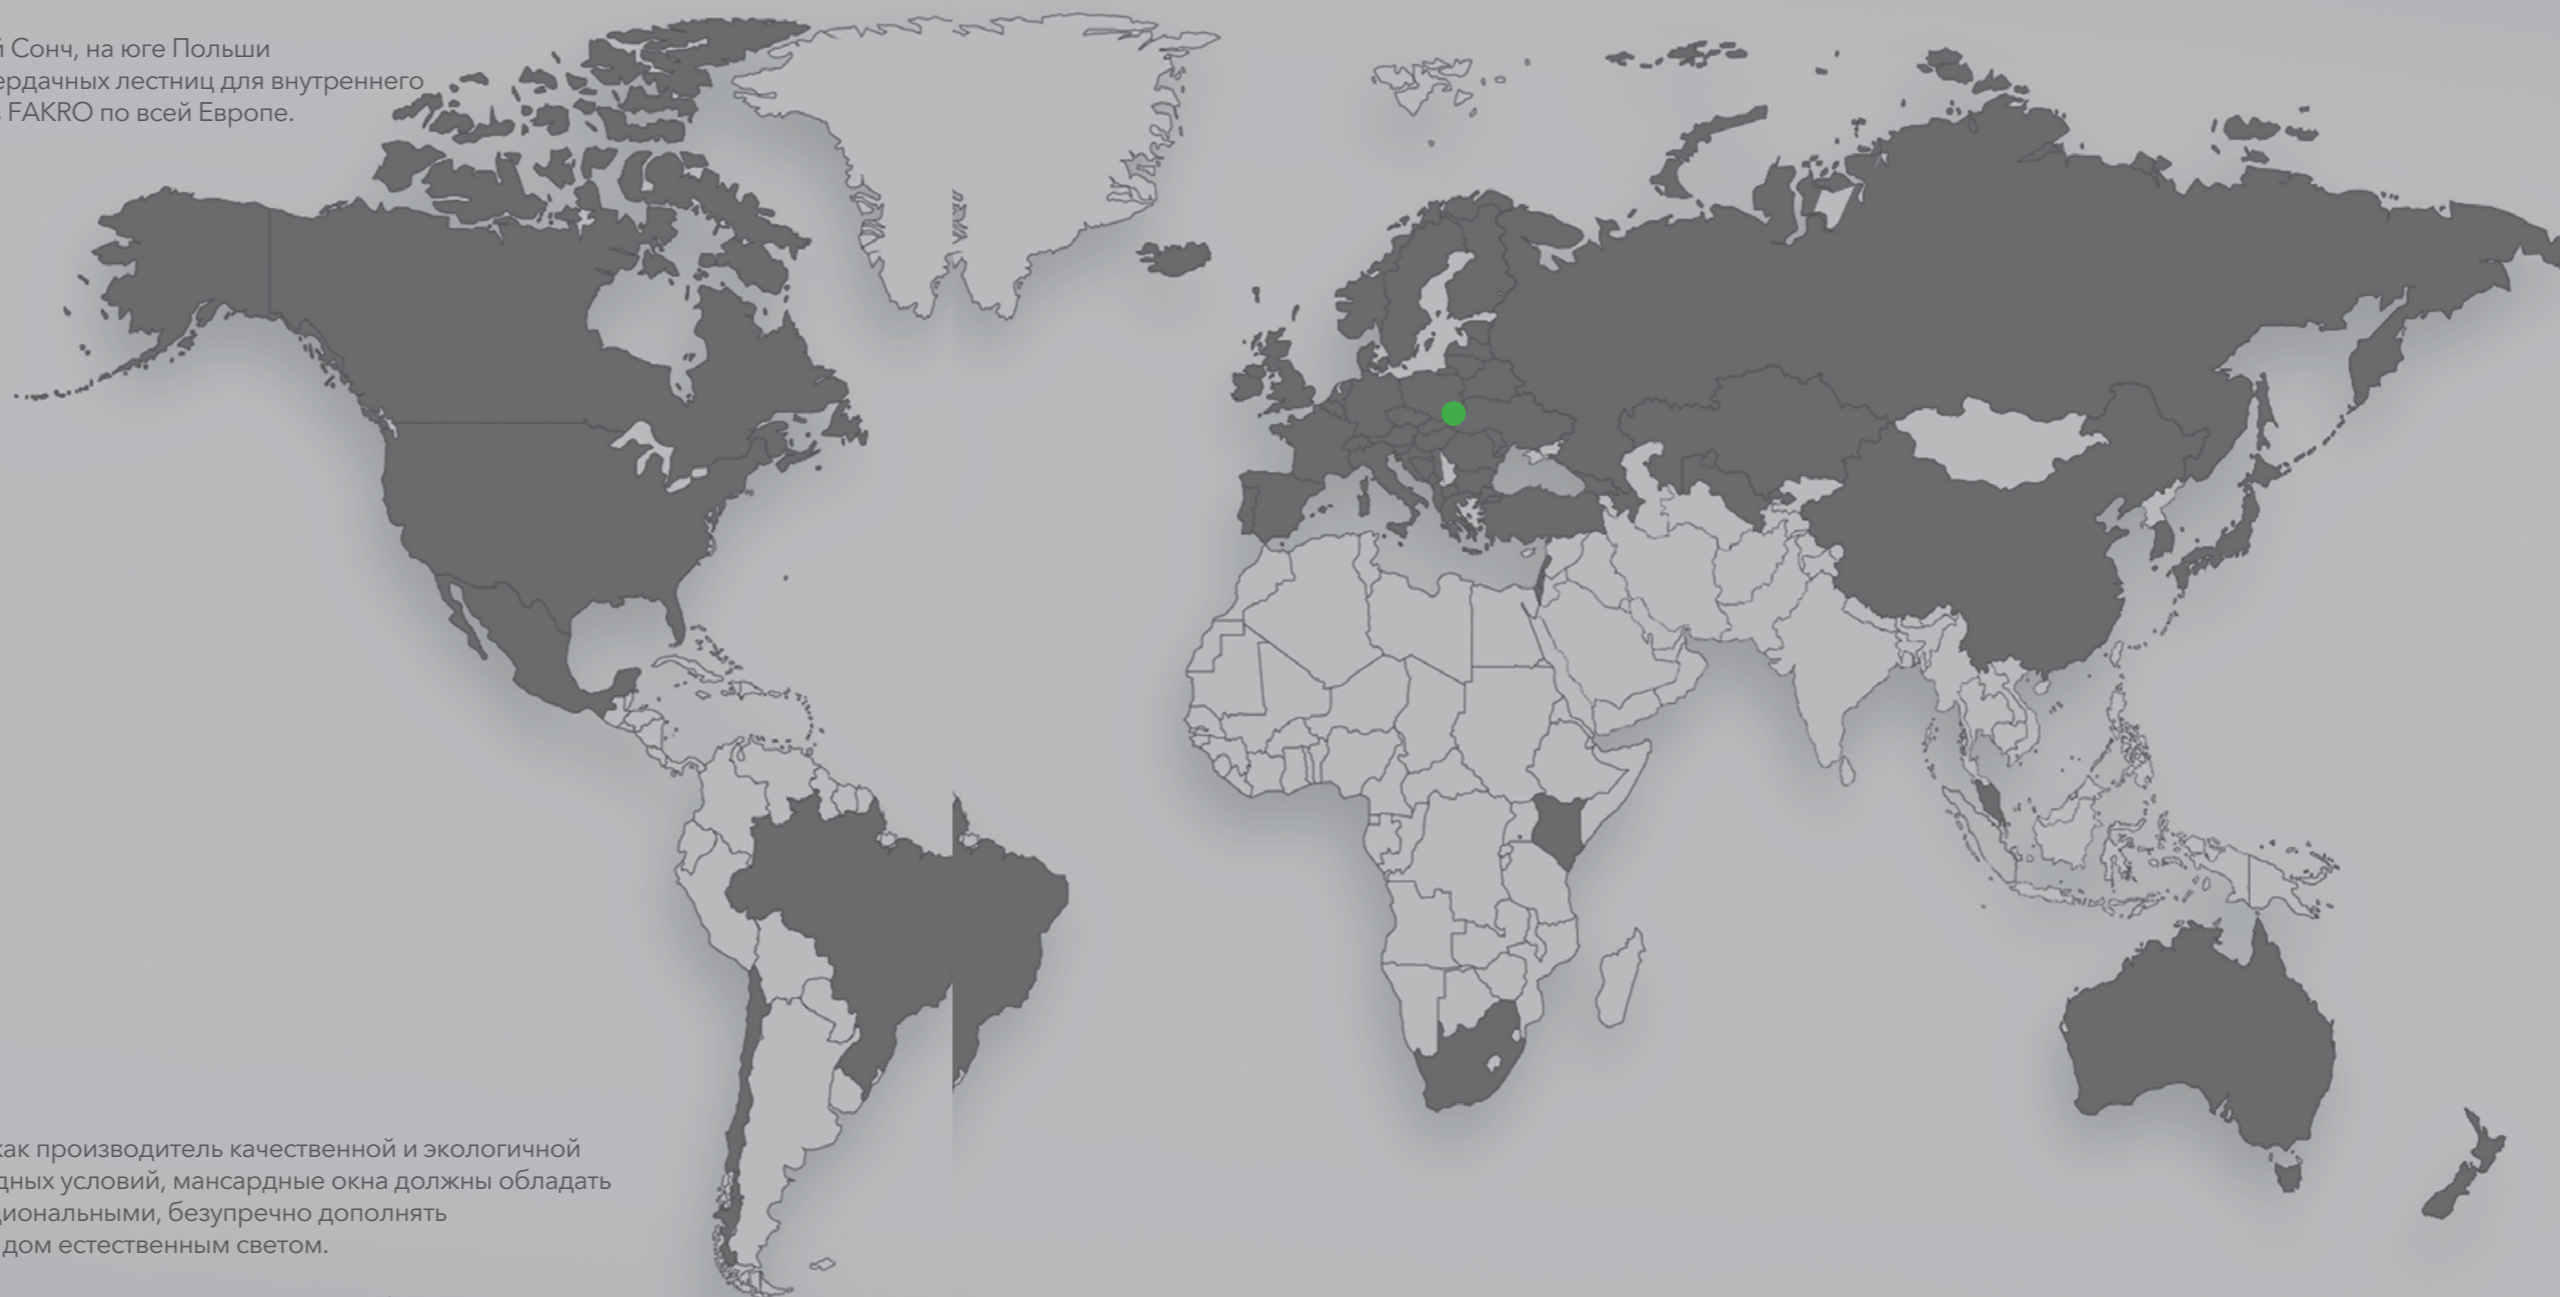 й Сонч, на юге Польши
ердачных лестниц для внутреннего
FAKRO по всей Европе.
как производитель качественной и экологичной
дных условий, мансардные окна должны обладать
циональными, безупречно дополнять
дом естественным светом.